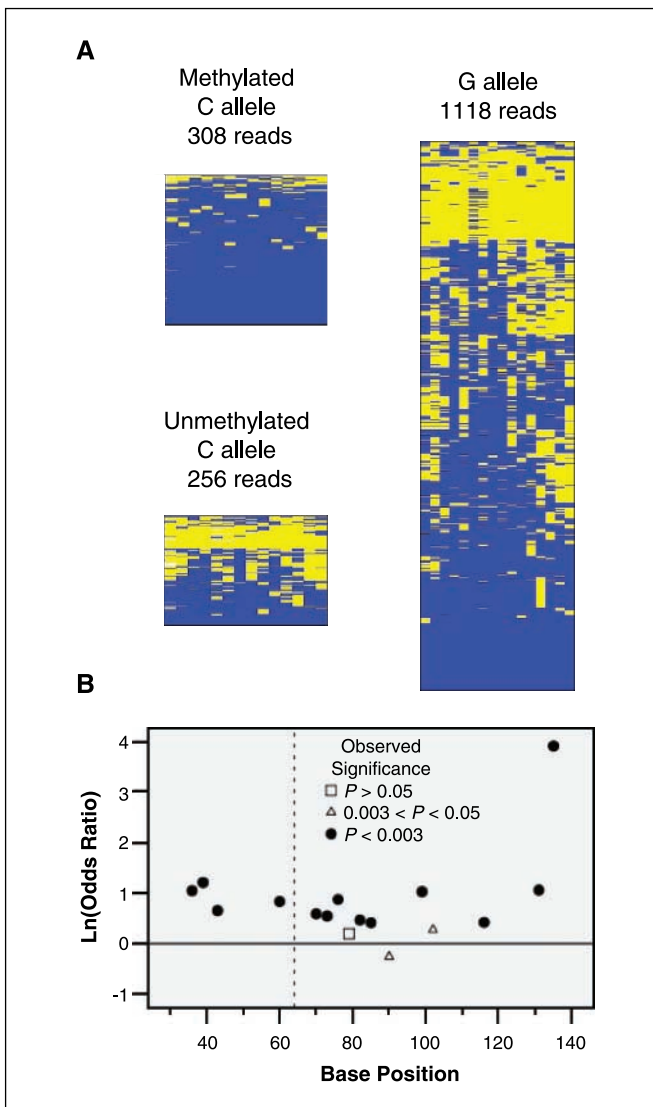 A
Methylated
C allele
308 reads
G allele
1118 reads
Unmethylated
C allele
256 reads
B
Observed
Significance
P > 0.05
0.003 < P < 0.05
P < 0.003
Ln(Odds Ratio)
4
3
2
1
0
-1
40
60
80
100
120
140
Base Position